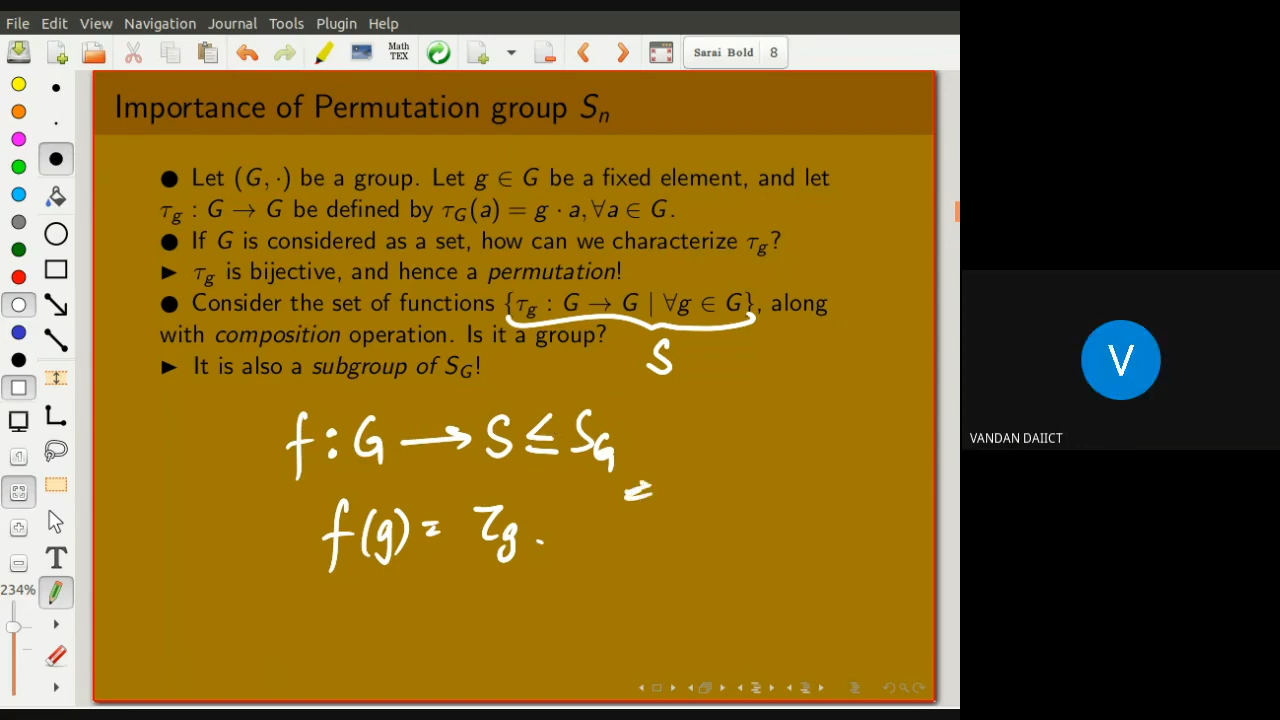 File Edit View Navigation Journal Tools Plugin Help
Math TEX
Sarai Bold 8
Importance of Permutation group Sₙ
● Let (G, ·) be a group. Let g ∈ G be a fixed element, and let
τ_g : G → G be defined by τ_G(a) = g · a, ∀a ∈ G.
● If G is considered as a set, how can we characterize τ_g?
► τ_g is bijective, and hence a permutation!
● Consider the set of functions {τ_g : G → G | ∀g ∈ G}, along
with composition operation. Is it a group?
S
► It is also a subgroup of S_G!
f : G → S ≤ S_G
f(g) = τ_g .
234%
V
VANDAN DAIICT